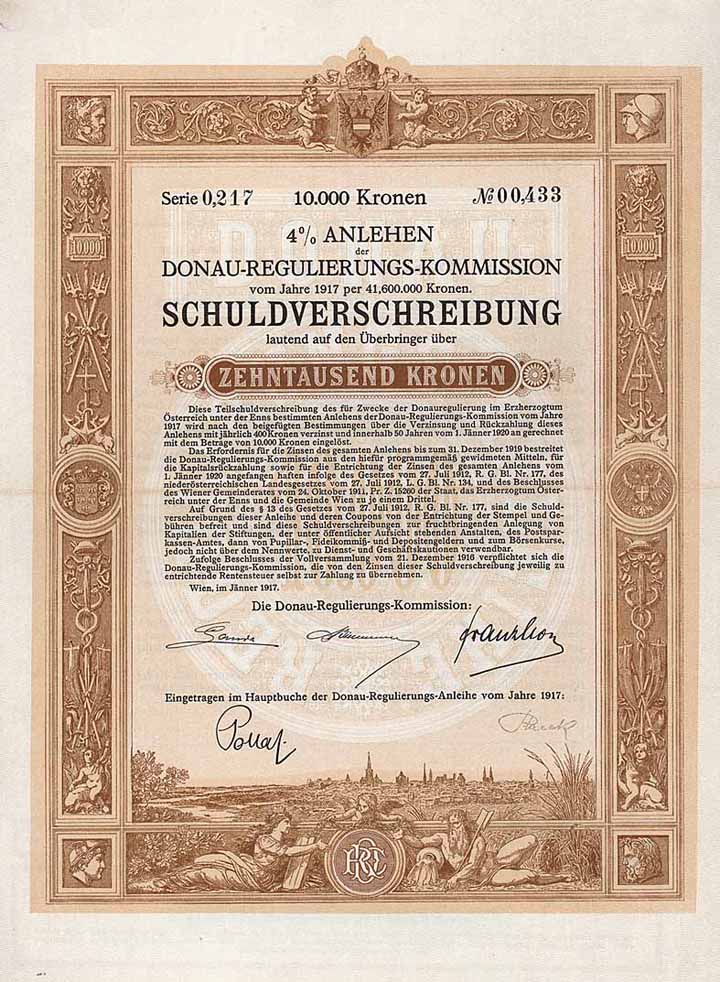 Serie 0,217 10.000 Kronen № 00,433
4% ANLEHEN
der
DONAU-REGULIERUNGS-KOMMISSION
vom Jahre 1917 per 41,600.000 Kronen.
SCHULDVERSCHREIBUNG
lautend auf den Überbringer über
ZEHNTAUSEND KRONEN
10.000 10.000
Diese Teilschuldverschreibung des für Zwecke der Donauregulierung im Erzherzogtum
Österreich unter der Enns bestimmten Anlehens der Donau-Regulierungs-Kommission vom Jahre
1917 wird nach den beigefügten Bestimmungen über die Verzinsung und Rückzahlung dieses
Anlehens mit jährlich 400 Kronen verzinst und innerhalb 50 Jahren vom 1. Jänner 1920 an gerechnet
mit dem Betrage von 10.000 Kronen eingelöst.
Das Erfordernis für die Zinsen des gesamten Anlehens bis zum 31. Dezember 1919 bestreitet
die Donau-Regulierungs-Kommission aus den hiefür programmgemäß gewidmeten Mitteln, für
die Kapitalsrückzahlung sowie für die Entrichtung der Zinsen des gesamten Anlehens vom
1. Jänner 1920 angefangen haften infolge des Gesetzes vom 27. Juli 1912, R. G. Bl. Nr. 177, des
niederösterreichischen Landesgesetzes vom 27. Juli 1912, L. G. Bl. Nr. 134, und des Beschlusses
des Wiener Gemeinderates vom 24. Oktober 1911, Pr. Z. 15260 der Staat, das Erzherzogtum Öster-
reich unter der Enns und die Gemeinde Wien zu je einem Drittel.
Auf Grund des § 13 des Gesetzes vom 27. Juli 1912, R. G. Bl. Nr. 177, sind die Schuld-
verschreibungen dieser Anleihe und deren Coupons von der Entrichtung der Stempel und Ge-
bühren befreit und sind diese Schuldverschreibungen zur fruchtbringenden Anlegung von
Kapitalien der Stiftungen, der unter öffentlicher Aufsicht stehenden Anstalten, des Postspar-
kassen-Amtes, dann von Pupillar-, Fideikommiß- und Depositengeldern und zum Börsenkurse,
jedoch nicht über dem Nennwerte, zu Dienst- und Geschäftskautionen verwendbar.
Zufolge Beschlusses der Vollversammlung vom 21. Dezember 1916 verpflichtet sich die
Donau-Regulierungs-Kommission, die von den Zinsen dieser Schuldverschreibung jeweilig zu
entrichtende Rentensteuer selbst zur Zahlung zu übernehmen.
Wien, im Jänner 1917.
Die Donau-Regulierungs-Kommission:
Eingetragen im Hauptbuche der Donau-Regulierungs-Anleihe vom Jahre 1917: